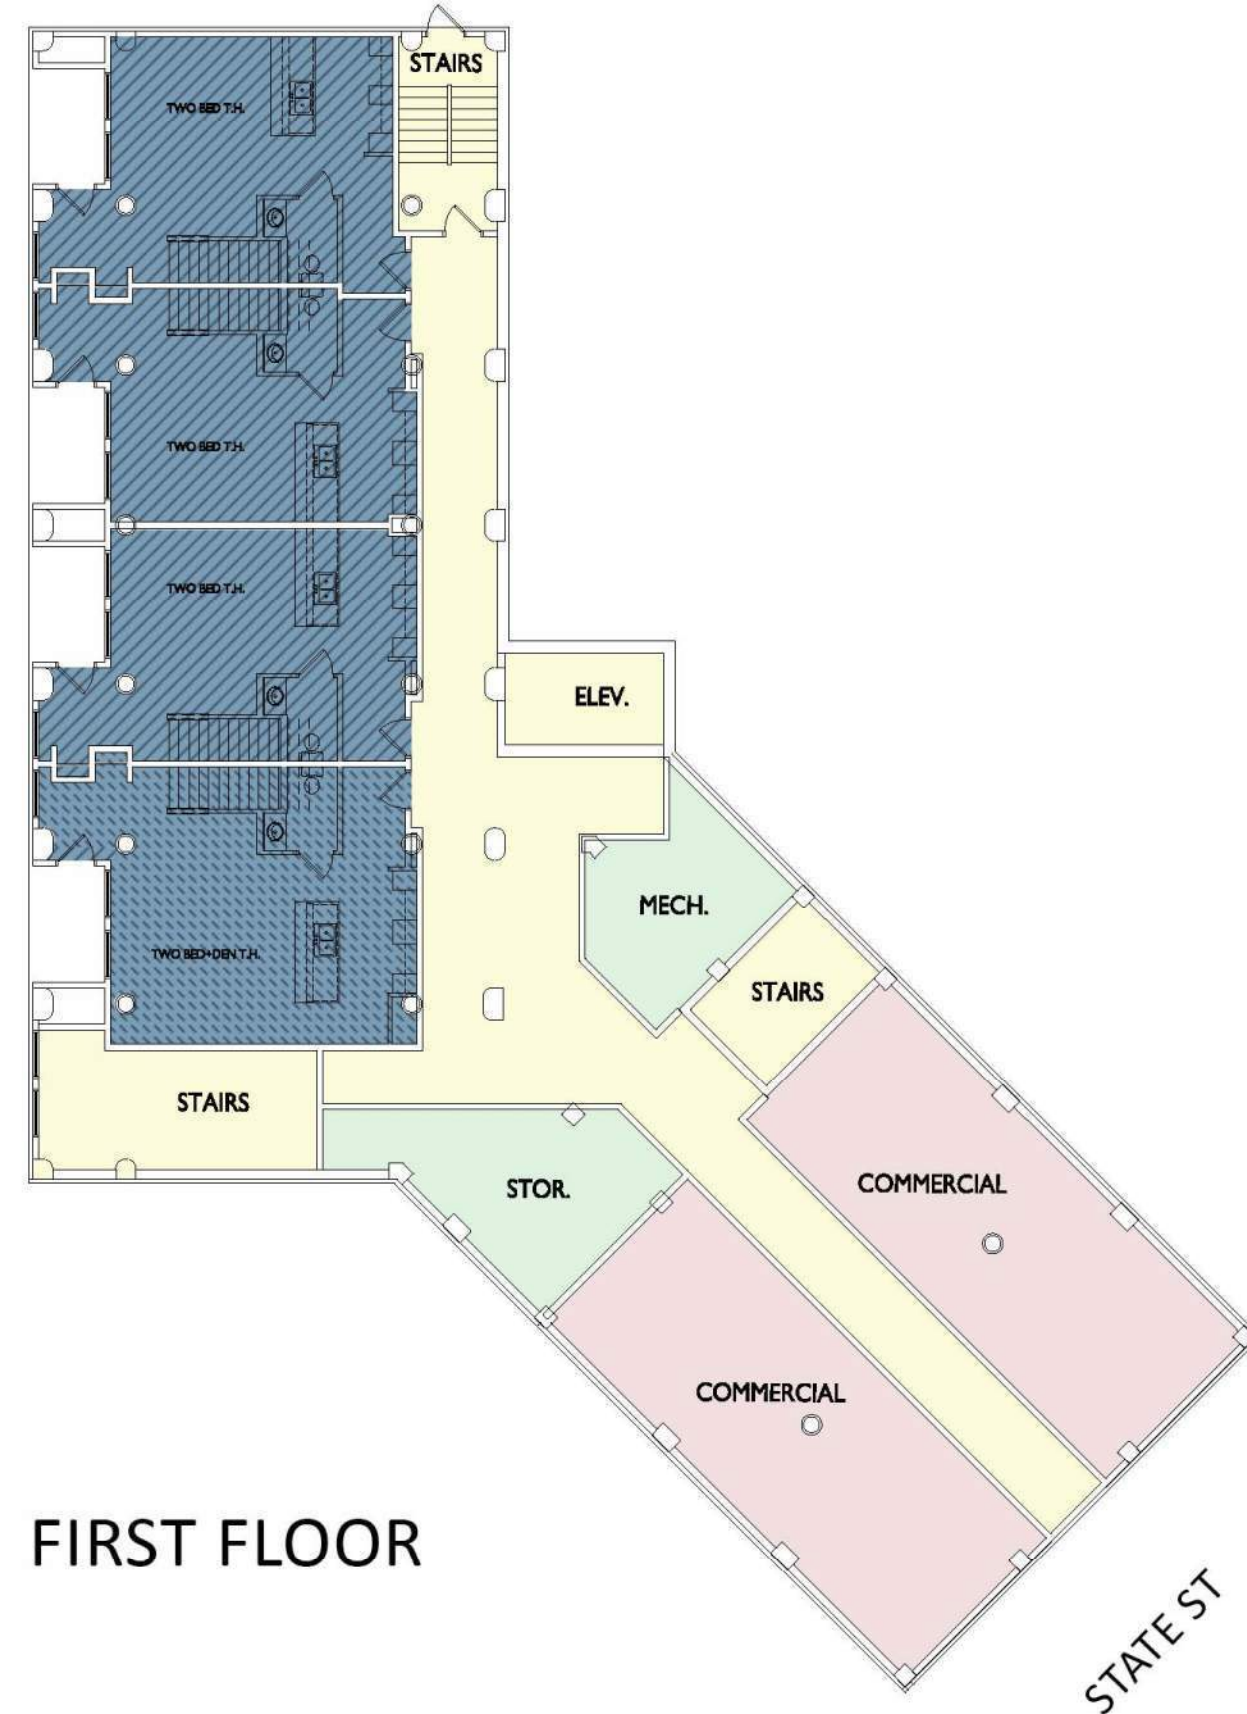 STAIRS
TWO BED T.H.
TWO BED T.H.
TWO BED T.H.
ELEV.
MECH.
TWO BED+DEN T.H.
STAIRS
STAIRS
COMMERCIAL
STOR.
COMMERCIAL
FIRST FLOOR
STATE ST